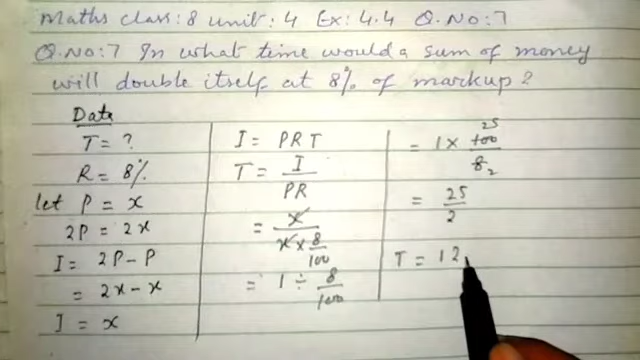 Maths class: 8 unit: 4 Ex: 4.4 Q.No: 7
Q.No: 7 In what time would a sum of money
will double itself at 8% of markup?
Data
T = ?
R = 8%
let P = x
2P = 2x
I = 2P - P
= 2x - x
I = x
I = PRT
T = I / PR
= x / x × 8/100
= 1 ÷ 8/100
= 1 × 100 25 / 8 2
= 25/2
T = 12